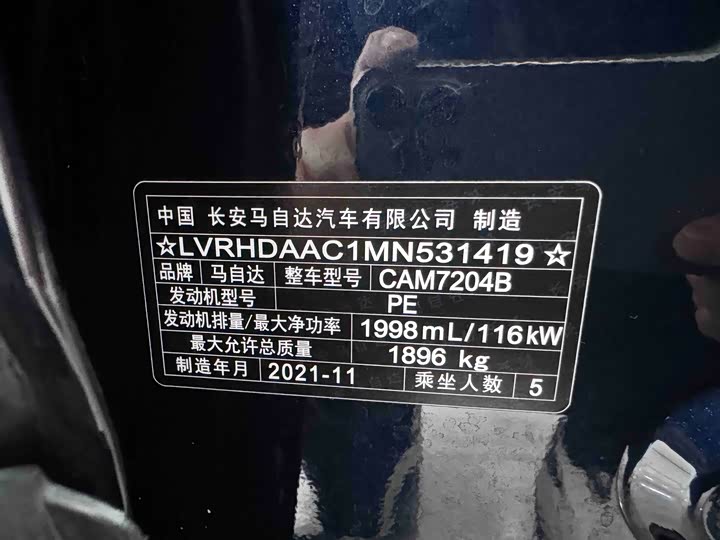 中国 长安马自达汽车有限公司 制造
☆LVRHDAAC1MN531419☆
品牌 马自达 整车型号 CAM7204B
发动机型号 PE
发动机排量/最大净功率 1998mL/116kW
最大允许总质量 1896 kg
制造年月 2021-11 乘坐人数 5